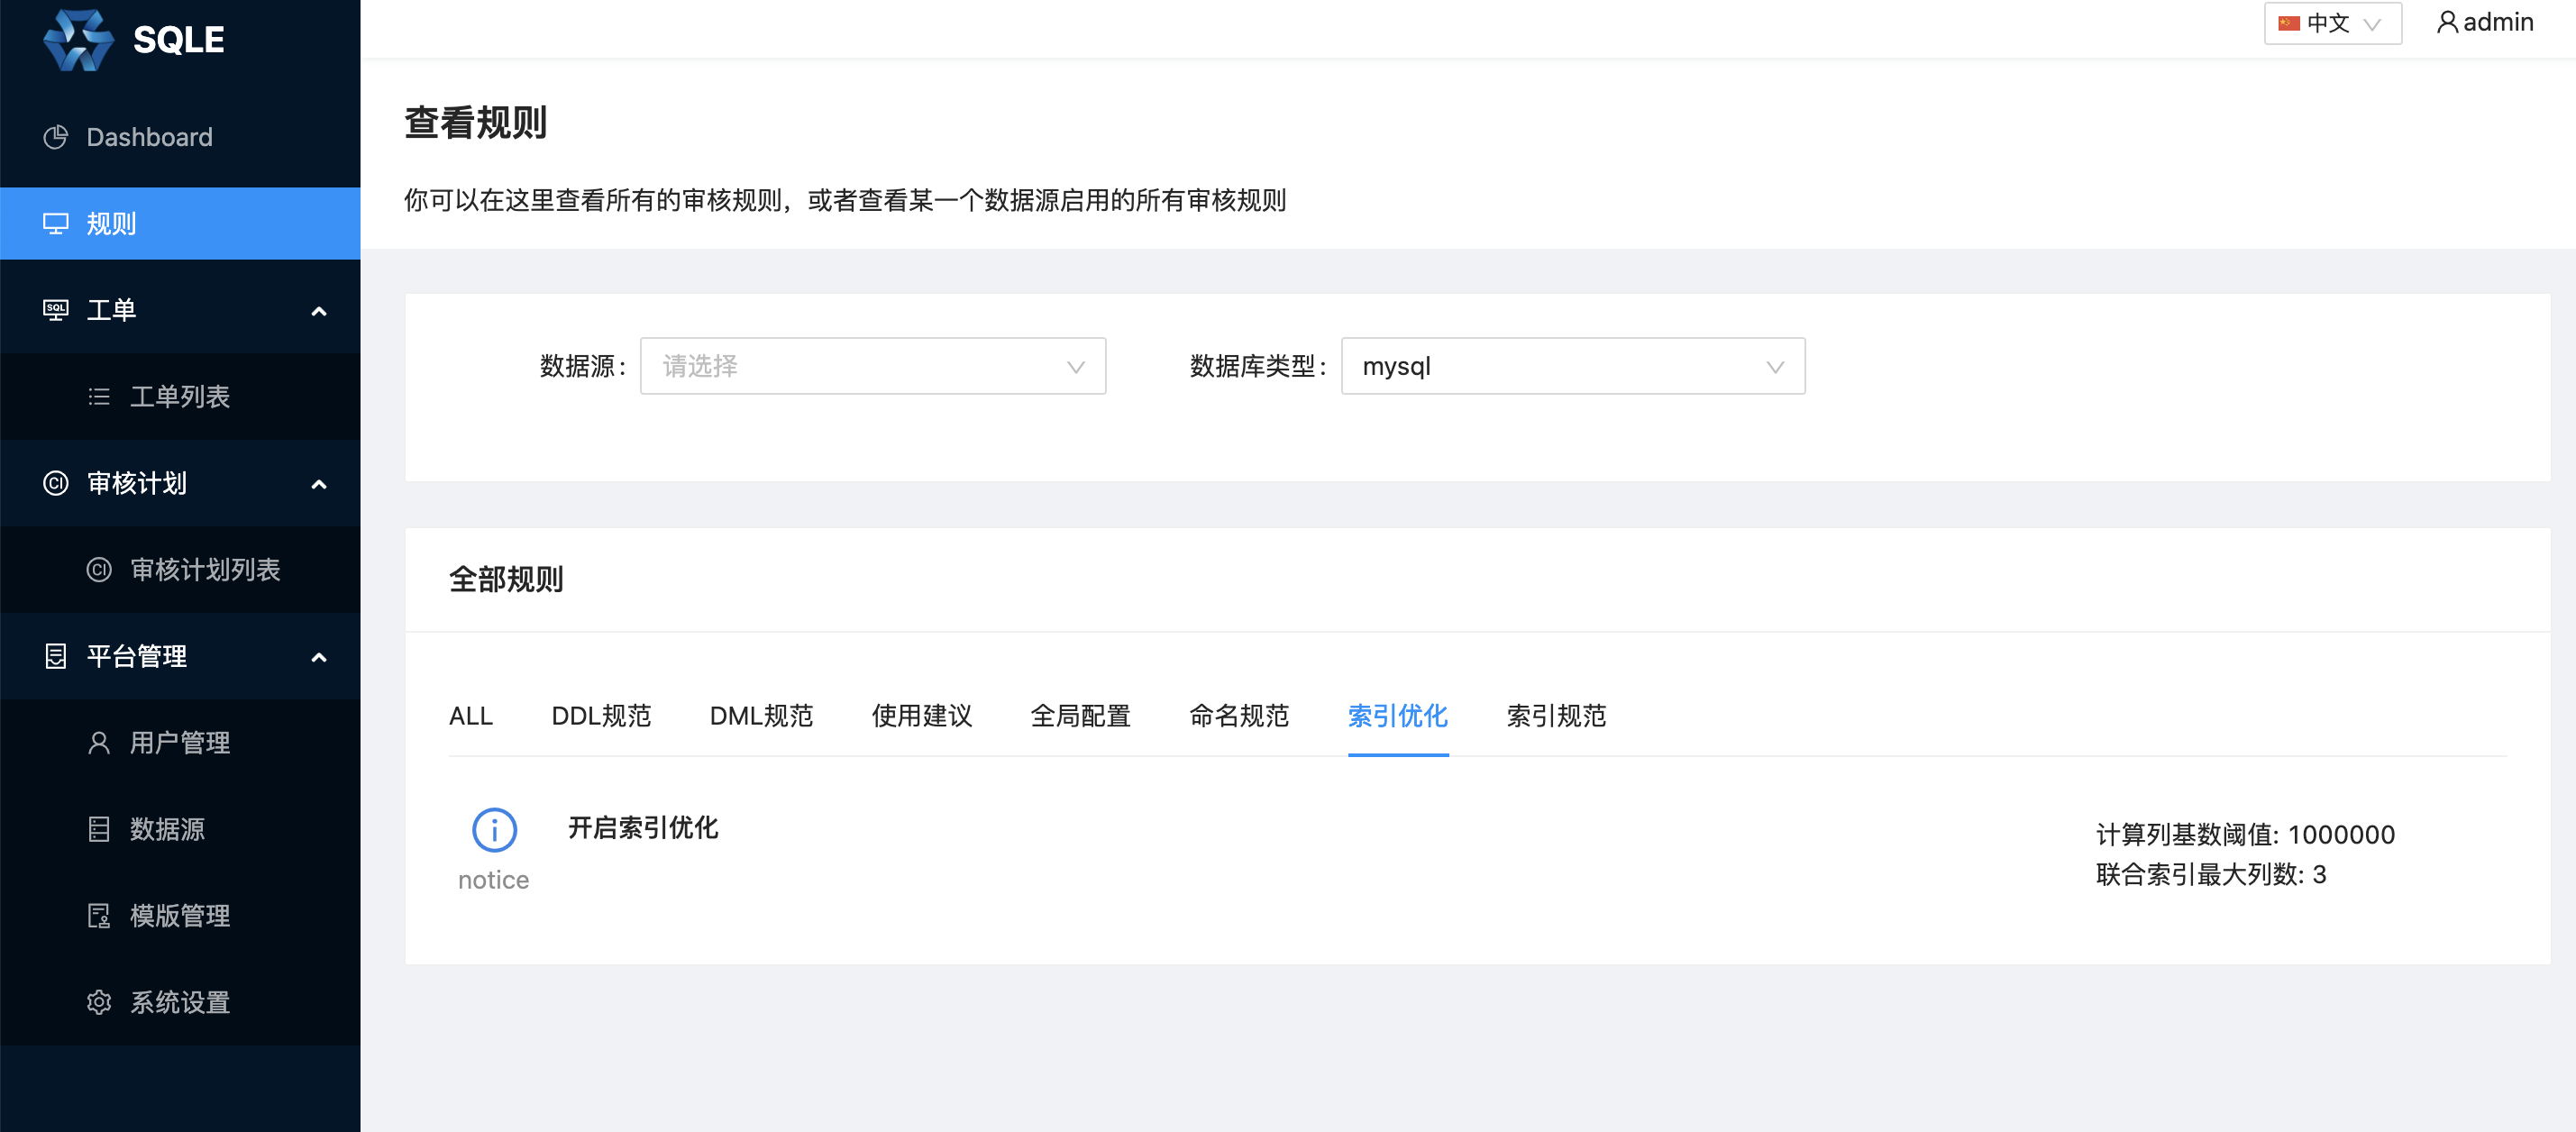 SQLE
中文
admin
Dashboard
规则
SQL
工单
工单列表
CI
审核计划
CI
审核计划列表
平台管理
用户管理
数据源
模版管理
系统设置
查看规则
你可以在这里查看所有的审核规则，或者查看某一个数据源启用的所有审核规则
数据源: 请选择 数据库类型: mysql
全部规则
ALL DDL规范 DML规范 使用建议 全局配置 命名规范 索引优化 索引规范
开启索引优化
notice
计算列基数阈值: 1000000
联合索引最大列数: 3